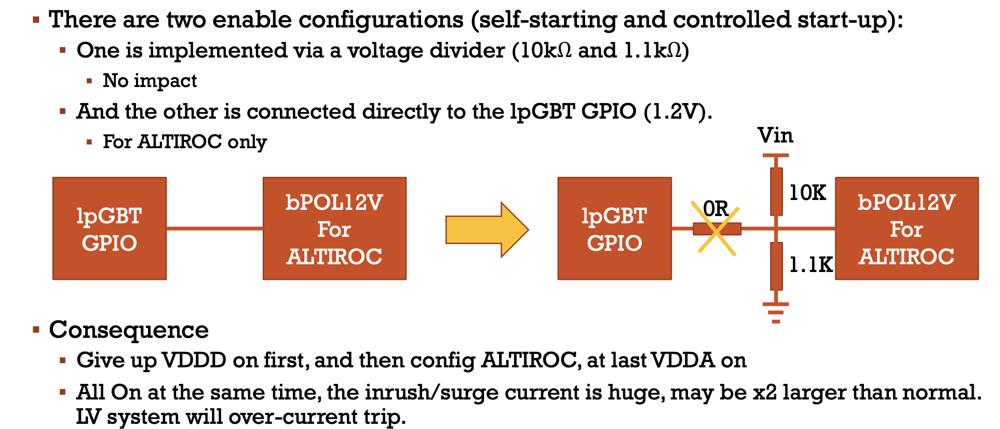 There are two enable configurations (self-starting and controlled start-up):
One is implemented via a voltage divider (10kΩ and 1.1kΩ)
No impact
And the other is connected directly to the lpGBT GPIO (1.2V).
For ALTIROC only
Vin
lpGBT
GPIO
bPOL12V
For
ALTIROC
lpGBT
GPIO
0R
10K
1.1K
bPOL12V
For
ALTIROC
Consequence
Give up VDDD on first, and then config ALTIROC, at last VDDA on
All On at the same time, the inrush/surge current is huge, may be x2 larger than normal.
LV system will over-current trip.